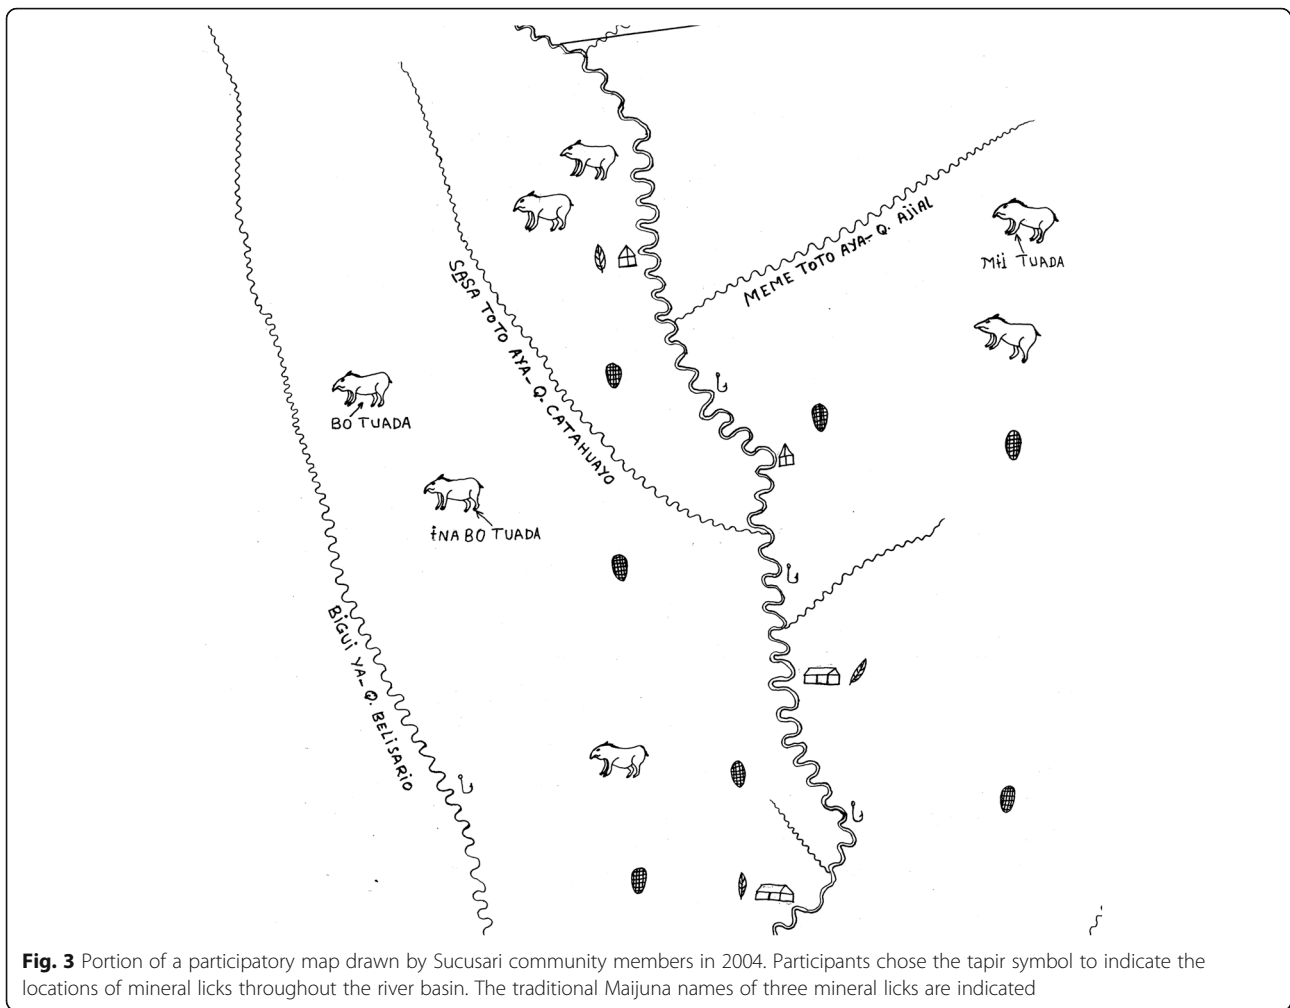 MEME TOTO AYA-Q. AJIAL
MÍI TUADA
SASA TOTO AYA-Q. CATAHUAYO
BO TUADA
ɨNA BO TUADA
BIGUI YA-Q. BELISARIO
Fig. 3 Portion of a participatory map drawn by Sucusari community members in 2004. Participants chose the tapir symbol to indicate the
locations of mineral licks throughout the river basin. The traditional Maijuna names of three mineral licks are indicated